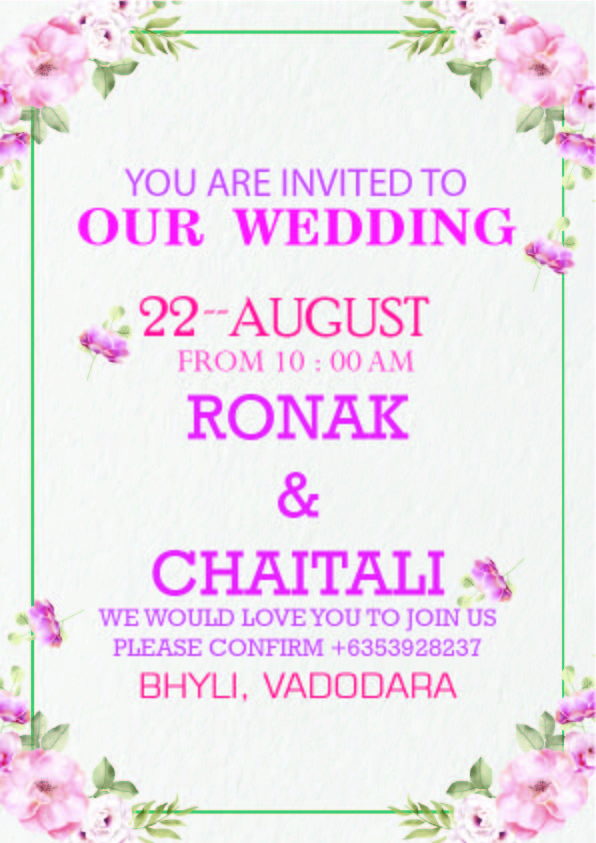 YOU ARE INVITED TO
OUR WEDDING
22--AUGUST
FROM 10 : 00 AM
RONAK
&
CHAITALI
WE WOULD LOVE YOU TO JOIN US
PLEASE CONFIRM +6353928237
BHYLI, VADODARA